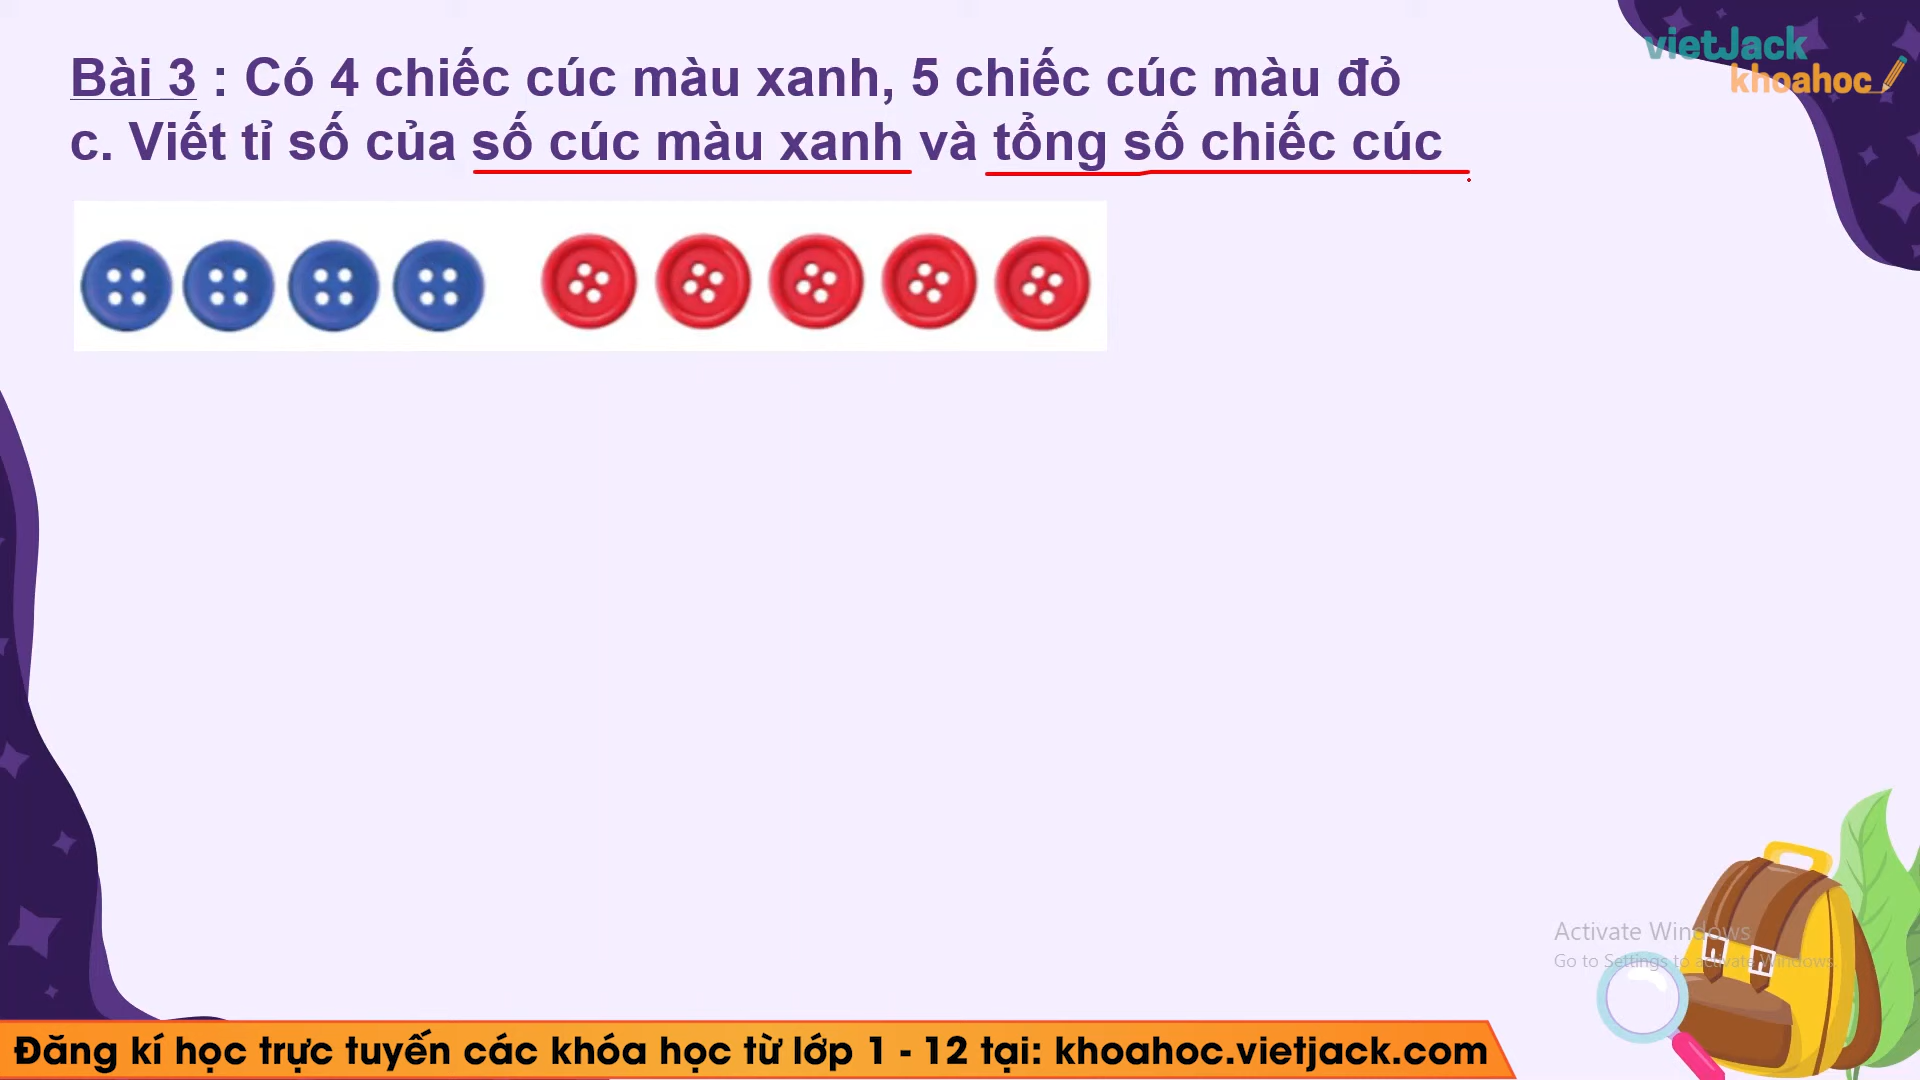 vietJack
khoahoc
Bài 3 : Có 4 chiếc cúc màu xanh, 5 chiếc cúc màu đỏ
c. Viết tỉ số của số cúc màu xanh và tổng số chiếc cúc
Activate Windows
Go to Settings to activate Windows.
Đăng kí học trực tuyến các khóa học từ lớp 1 - 12 tại: khoahoc.vietjack.com